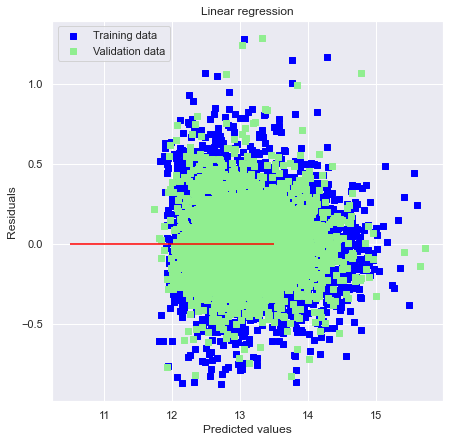 Linear regression
Training data
Validation data
1.0
0.5
0.0
−0.5
Residuals
11 12 13 14 15
Predicted values